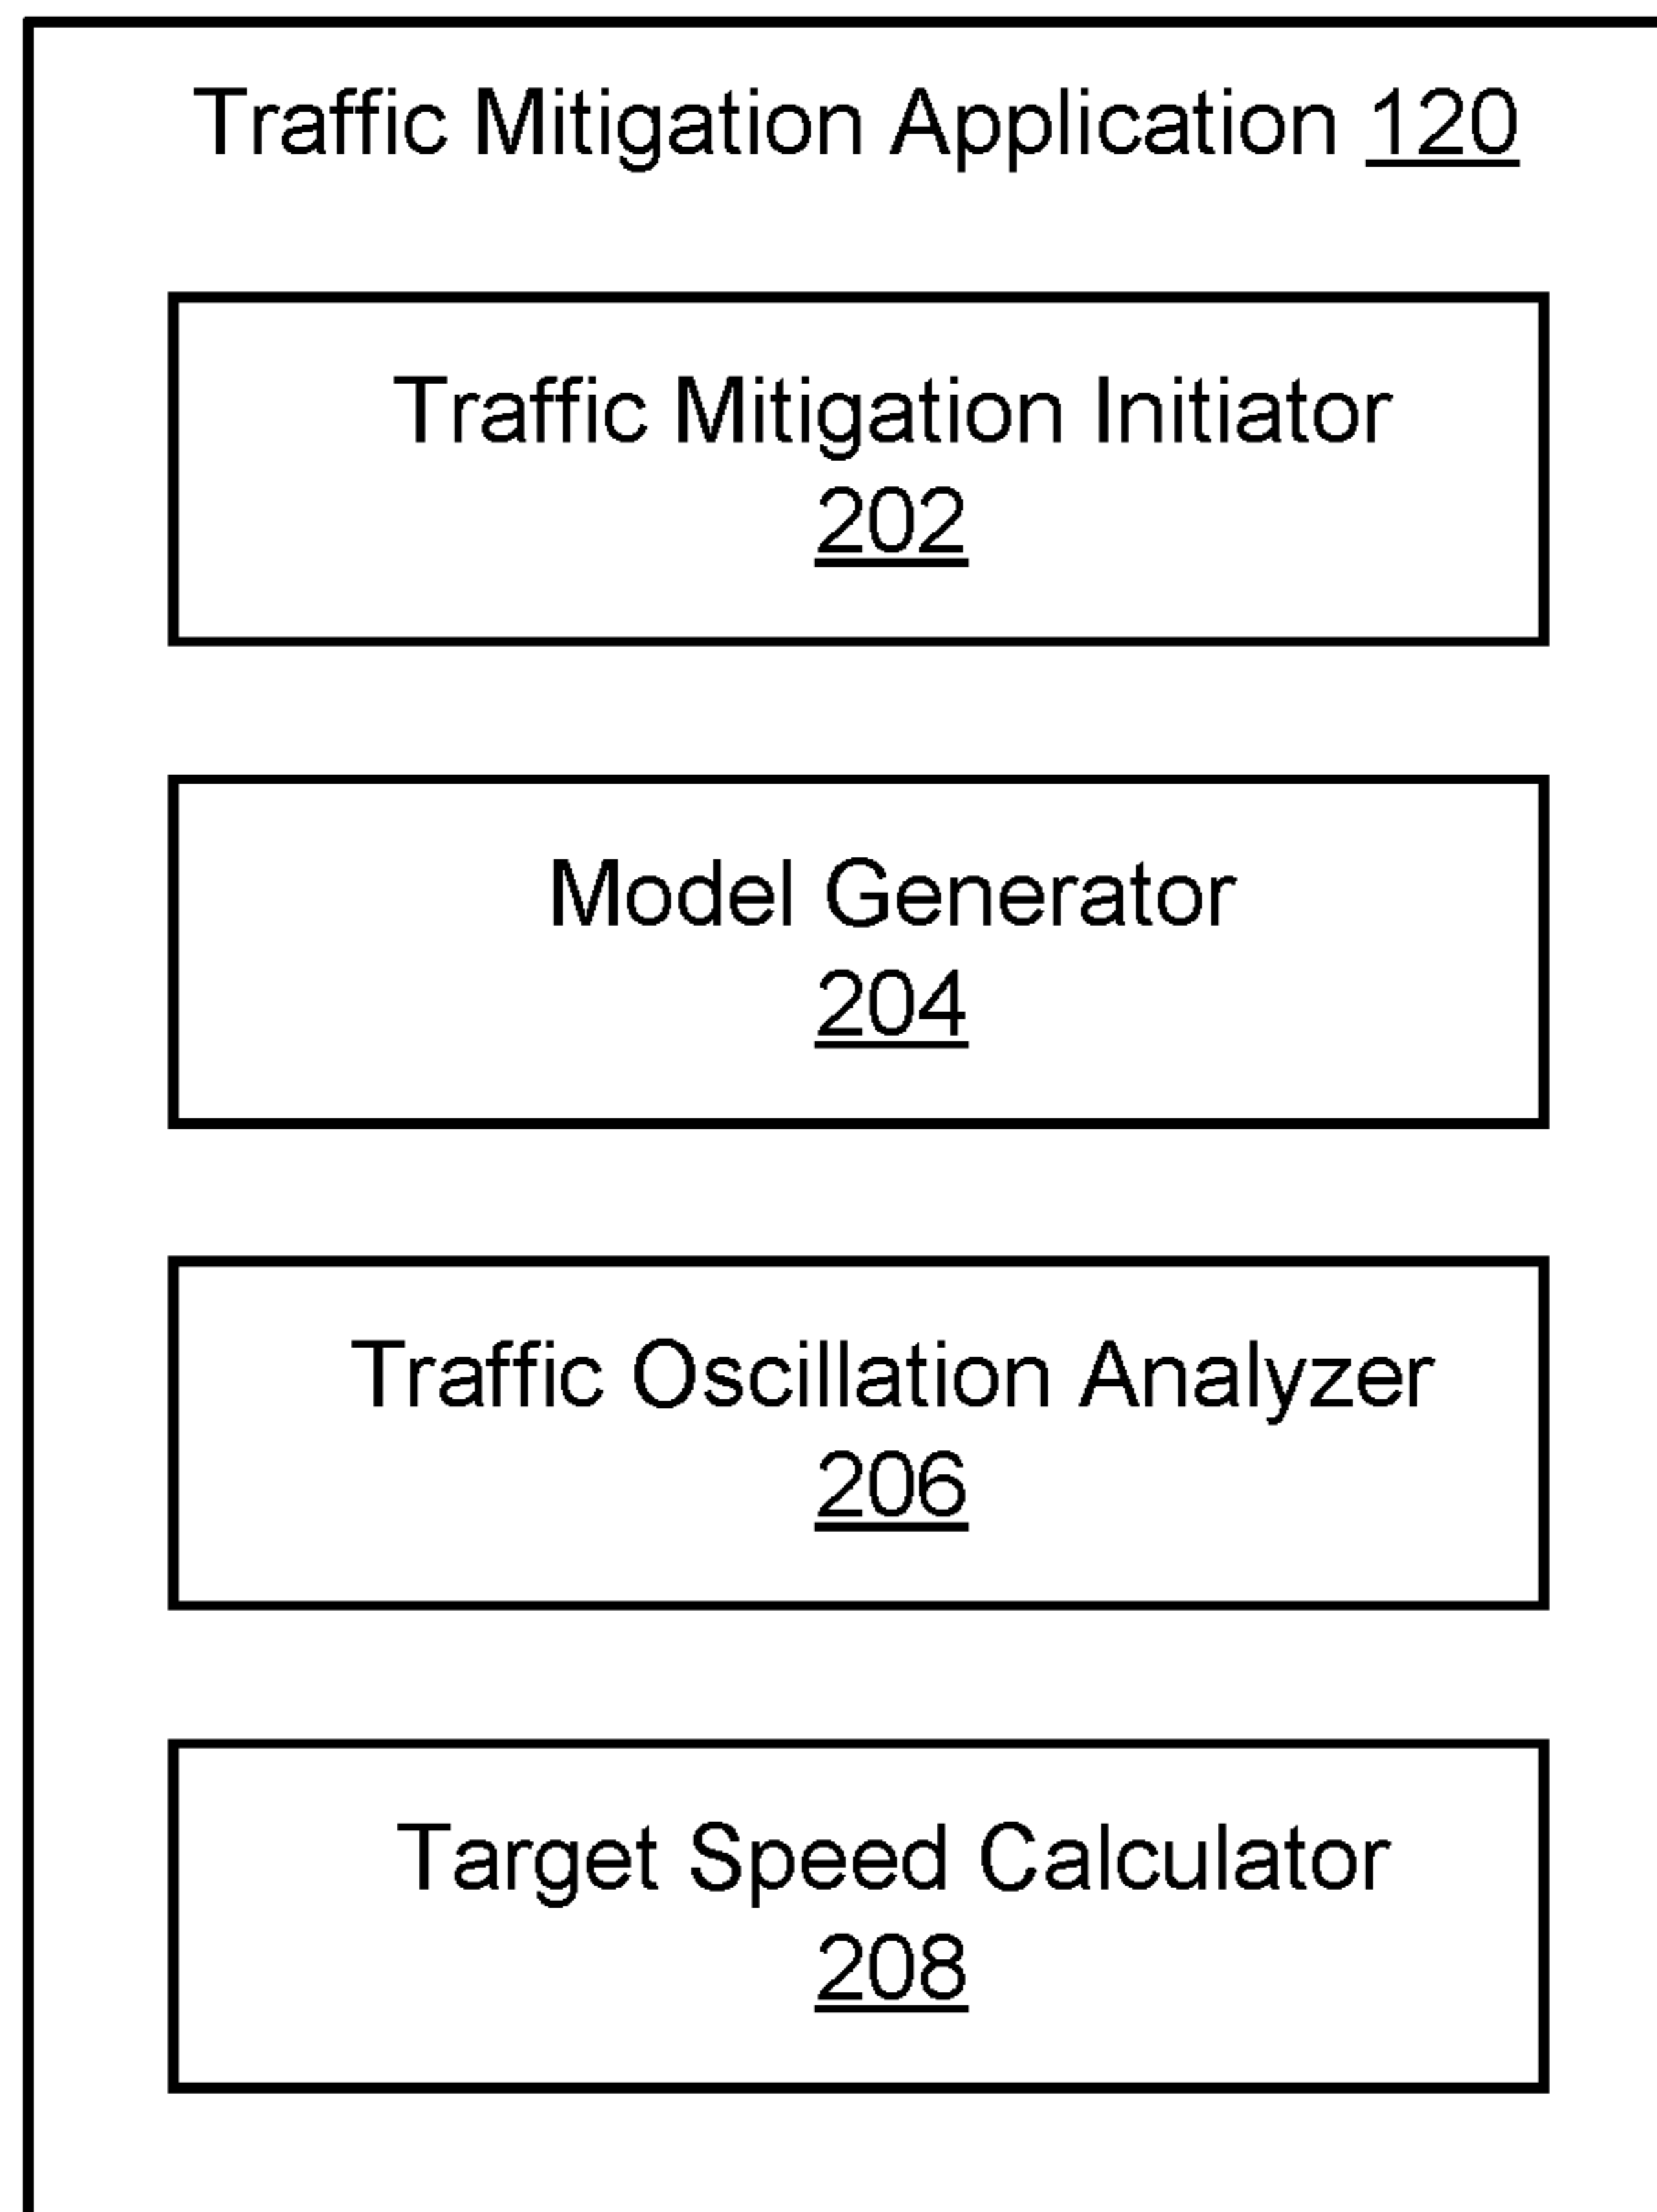 Traffic Mitigation Application 120
Traffic Mitigation Initiator
202
Model Generator
204
Traffic Oscillation Analyzer
206
Target Speed Calculator
208